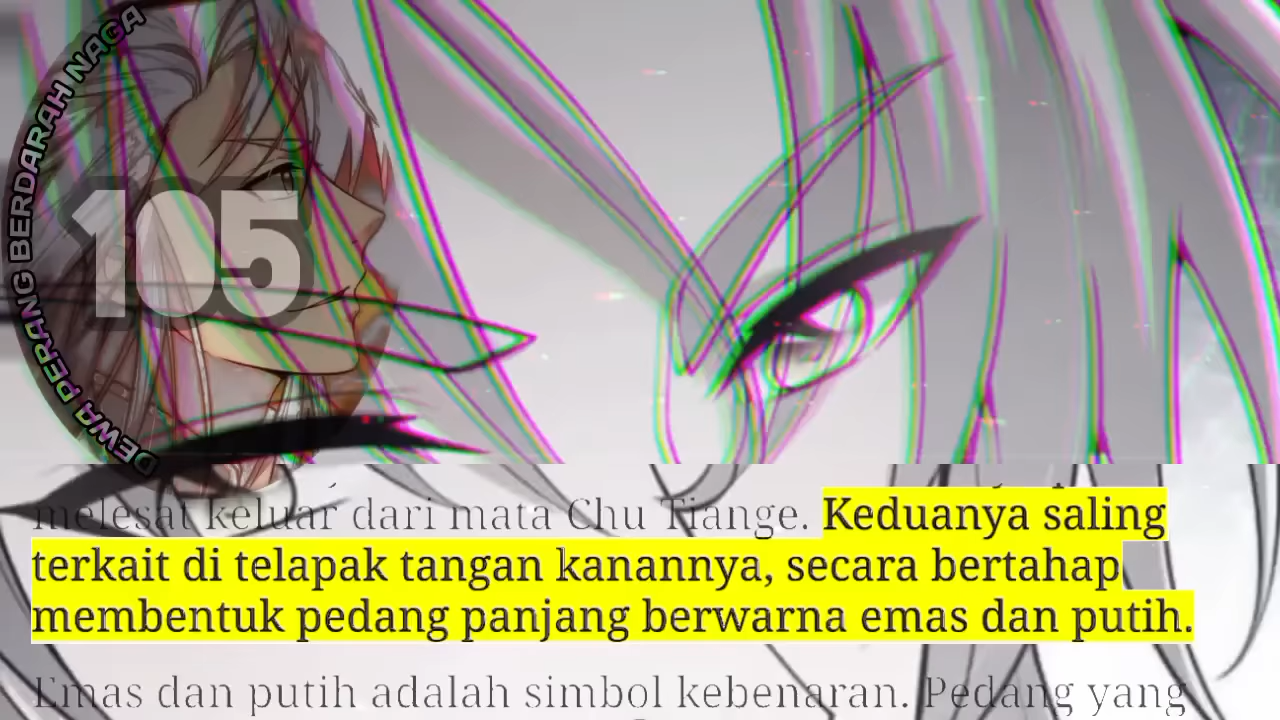 DEWA PERANG BERDARAH NAGA
105
melesat keluar dari mata Chu Tiange. Keduanya saling
terkait di telapak tangan kanannya, secara bertahap
membentuk pedang panjang berwarna emas dan putih.
Emas dan putih adalah simbol kebenaran. Pedang yang